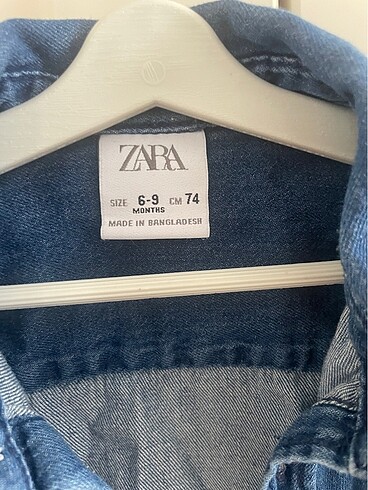 ZARA
SIZE 6-9 CM 74
MONTHS
MADE IN BANGLADESH